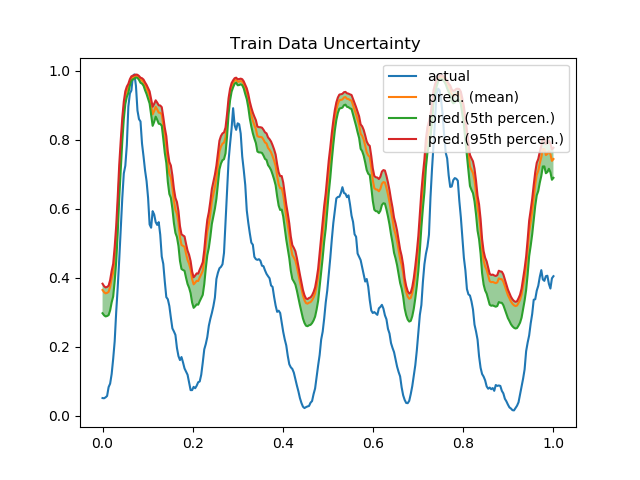 Train Data Uncertainty
actual
pred. (mean)
pred.(5th percen.)
pred.(95th percen.)
1.0
0.8
0.6
0.4
0.2
0.0
0.0 0.2 0.4 0.6 0.8 1.0